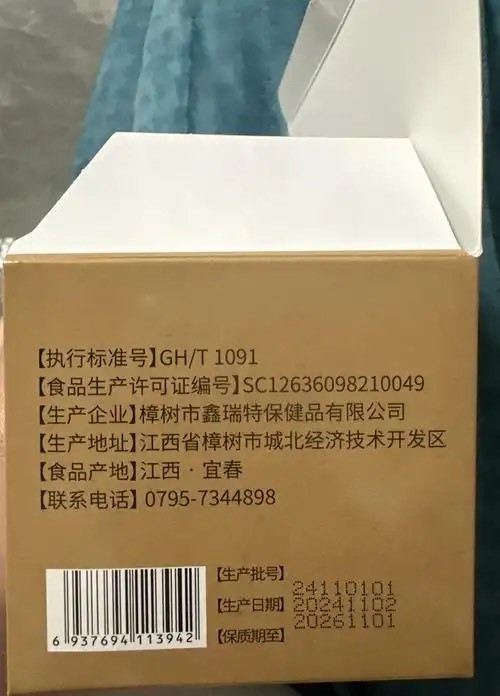 【执行标准号】GH/T 1091
【食品生产许可证编号】SC12636098210049
【生产企业】樟树市鑫瑞特保健品有限公司
【生产地址】江西省樟树市城北经济技术开发区
【食品产地】江西·宜春
【联系电话】0795-7344898
【生产批号】24110101
【生产日期】20241102
【保质期至】20261101
6 937694 113942